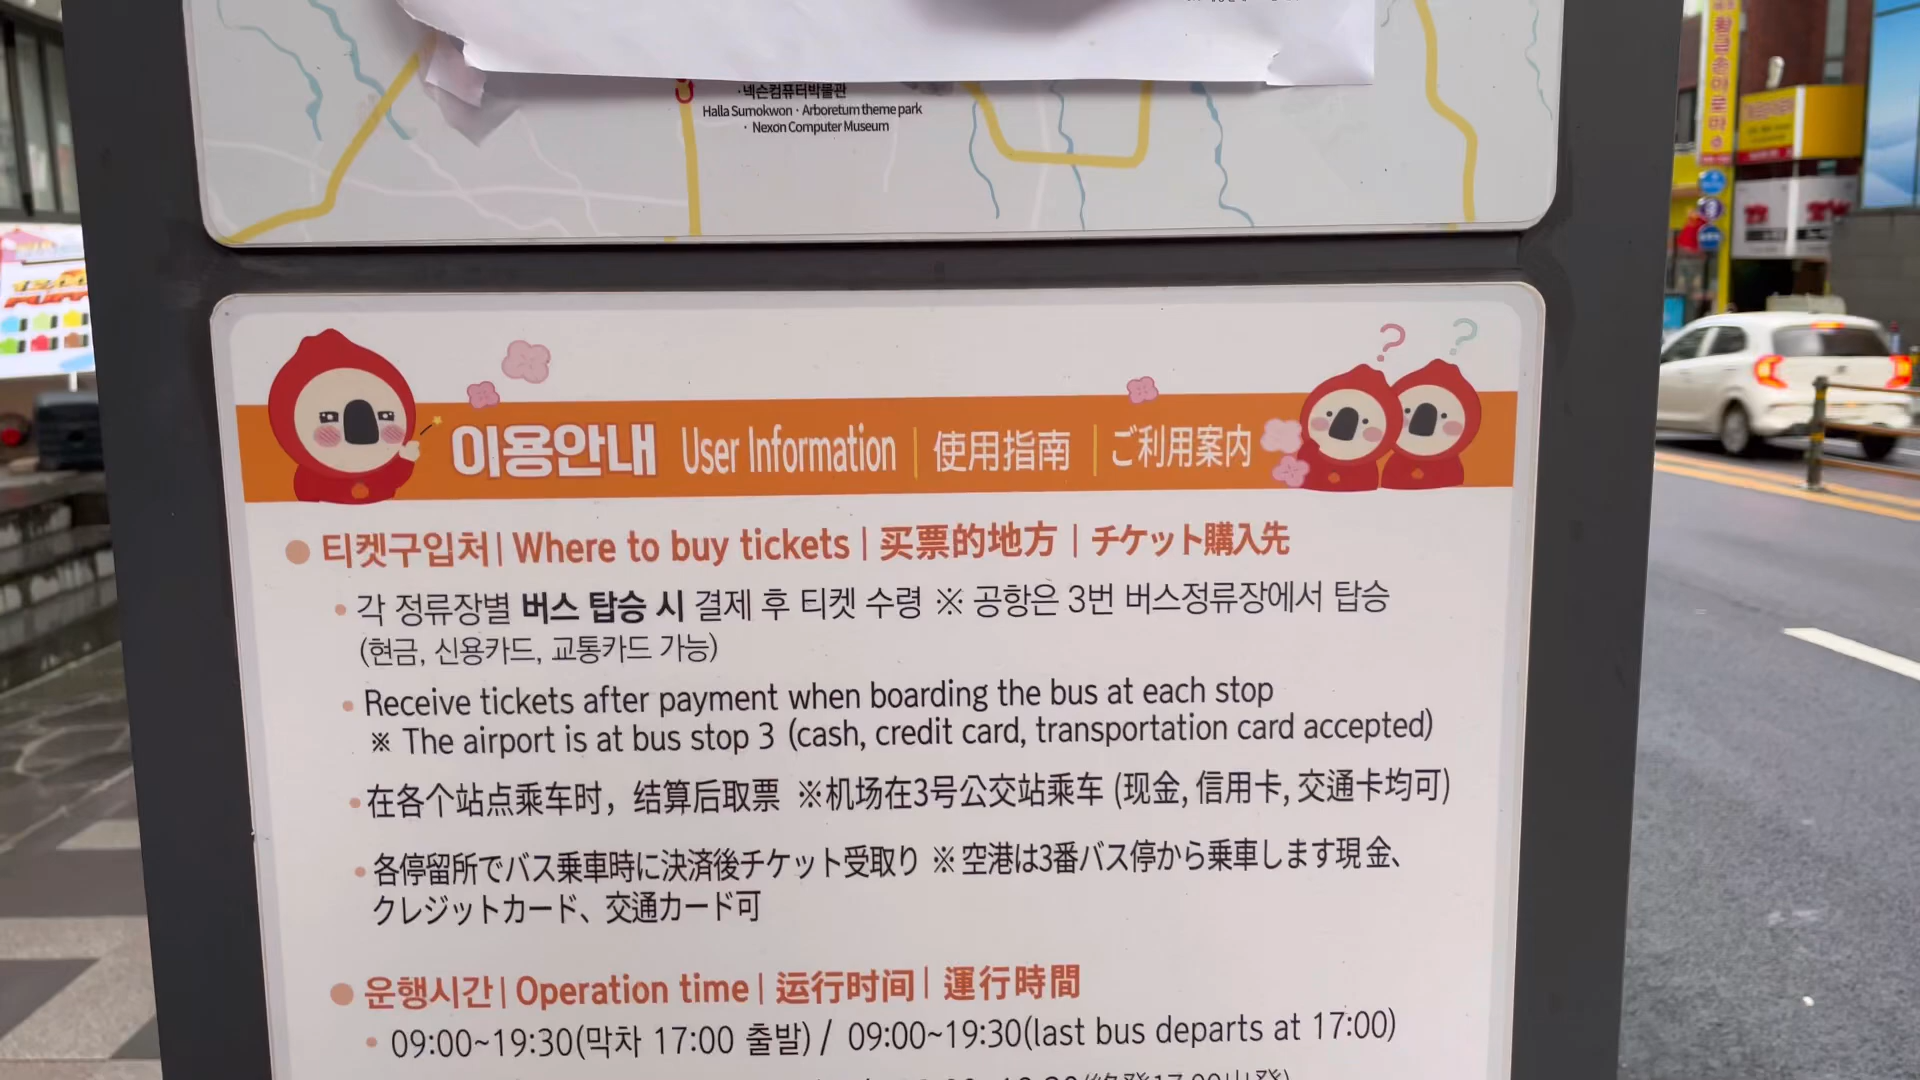 ·넥슨컴퓨터박물관
Halla Sumokwon · Arboretum theme park
· Nexon Computer Museum
이용안내 User Information | 使用指南 | ご利用案内
티켓구입처 | Where to buy tickets | 买票的地方 | チケット購入先
• 각 정류장별 버스 탑승 시 결제 후 티켓 수령 ※ 공항은 3번 버스정류장에서 탑승
(현금, 신용카드, 교통카드 가능)
• Receive tickets after payment when boarding the bus at each stop
※ The airport is at bus stop 3 (cash, credit card, transportation card accepted)
• 在各个站点乘车时，结算后取票 ※机场在3号公交站乘车 (现金, 信用卡, 交通卡均可)
• 各停留所でバス乗車時に決済後チケット受取り ※ 空港は3番バス停から乗車します現金、
クレジットカード、交通カード可
운행시간 | Operation time | 运行时间 | 運行時間
• 09:00~19:30(막차 17:00 출발) / 09:00~19:30(last bus departs at 17:00)